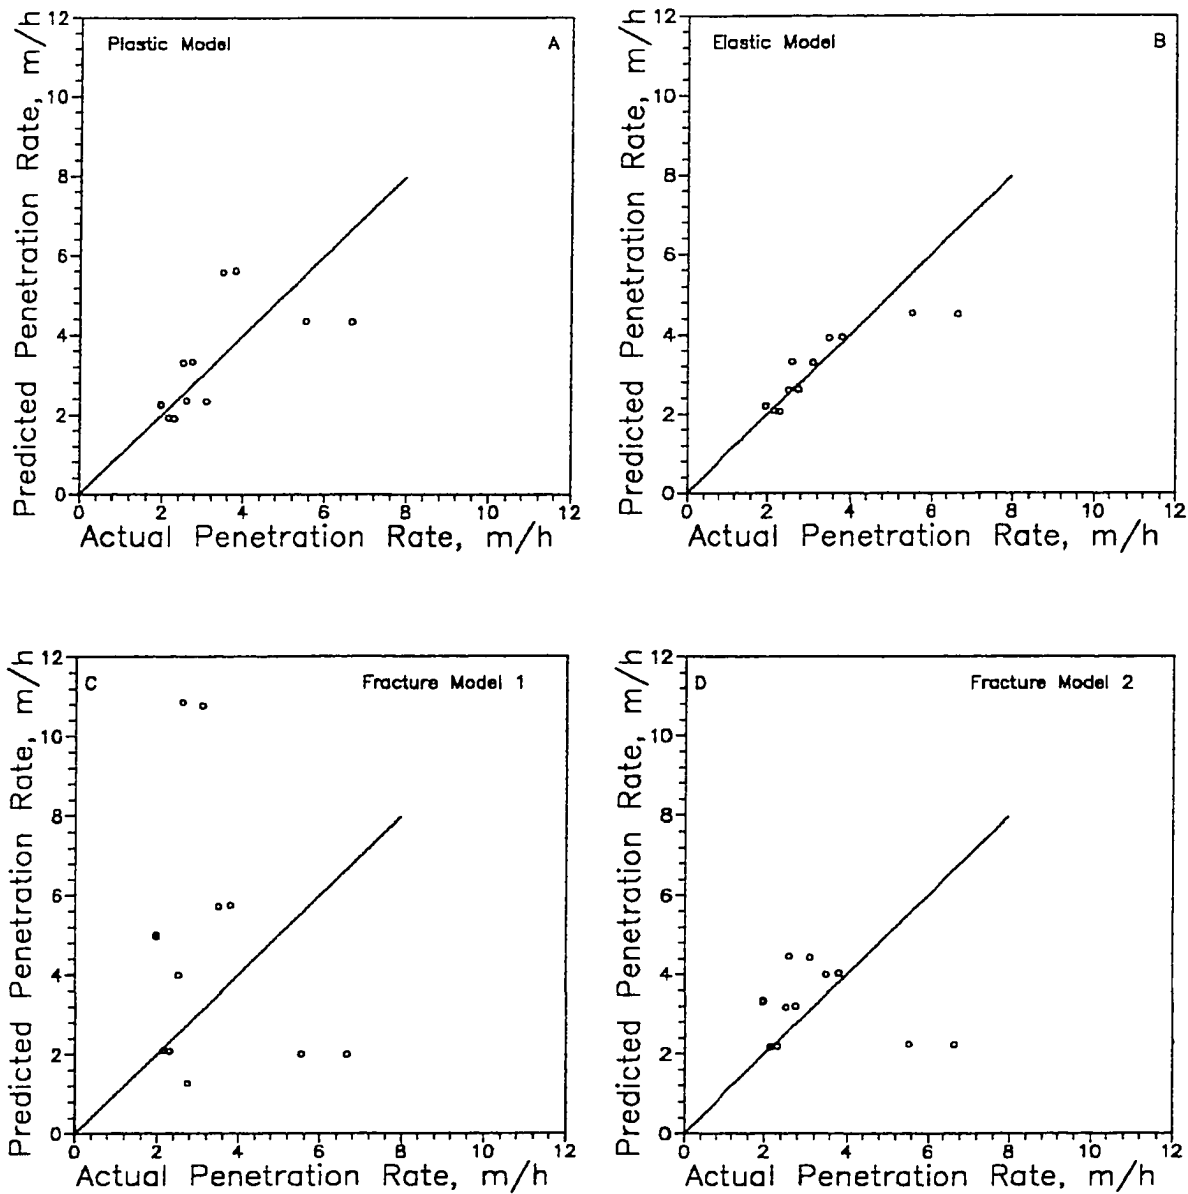 Plastic Model
A
Predicted Penetration Rate, m/h
12
10
8
6
4
2
0
0 2 4 6 8 10 12
Actual Penetration Rate, m/h
Elastic Model
B
Predicted Penetration Rate, m/h
12
10
8
6
4
2
0
0 2 4 6 8 10 12
Actual Penetration Rate, m/h
C
Fracture Model 1
Predicted Penetration Rate, m/h
12
10
8
6
4
2
0
0 2 4 6 8 10 12
Actual Penetration Rate, m/h
D
Fracture Model 2
Predicted Penetration Rate, m/h
12
10
8
6
4
2
0
0 2 4 6 8 10 12
Actual Penetration Rate, m/h